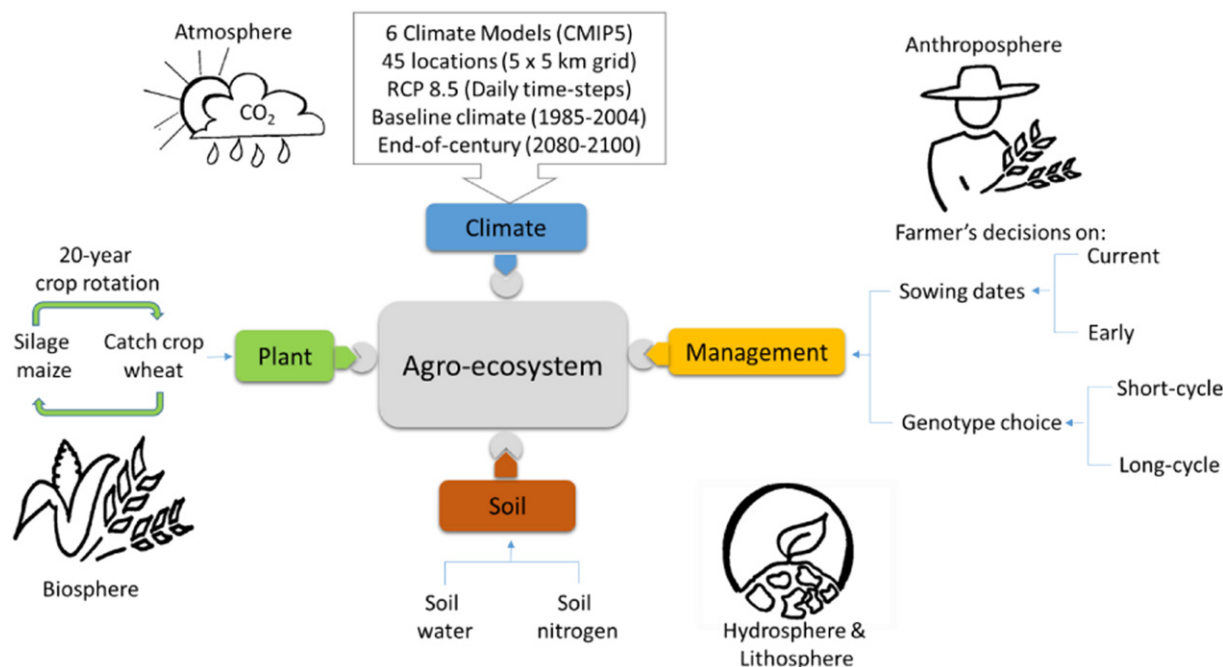 Atmosphere
CO₂
6 Climate Models (CMIP5)
45 locations (5 x 5 km grid)
RCP 8.5 (Daily time-steps)
Baseline climate (1985-2004)
End-of-century (2080-2100)
Anthroposphere
Climate
Farmer's decisions on:
20-year
crop rotation
Silage
maize
Catch crop
wheat
Plant
Agro-ecosystem
Management
Sowing dates
Current
Early
Genotype choice
Short-cycle
Long-cycle
Soil
Biosphere
Soil
water
Soil
nitrogen
Hydrosphere &
Lithosphere